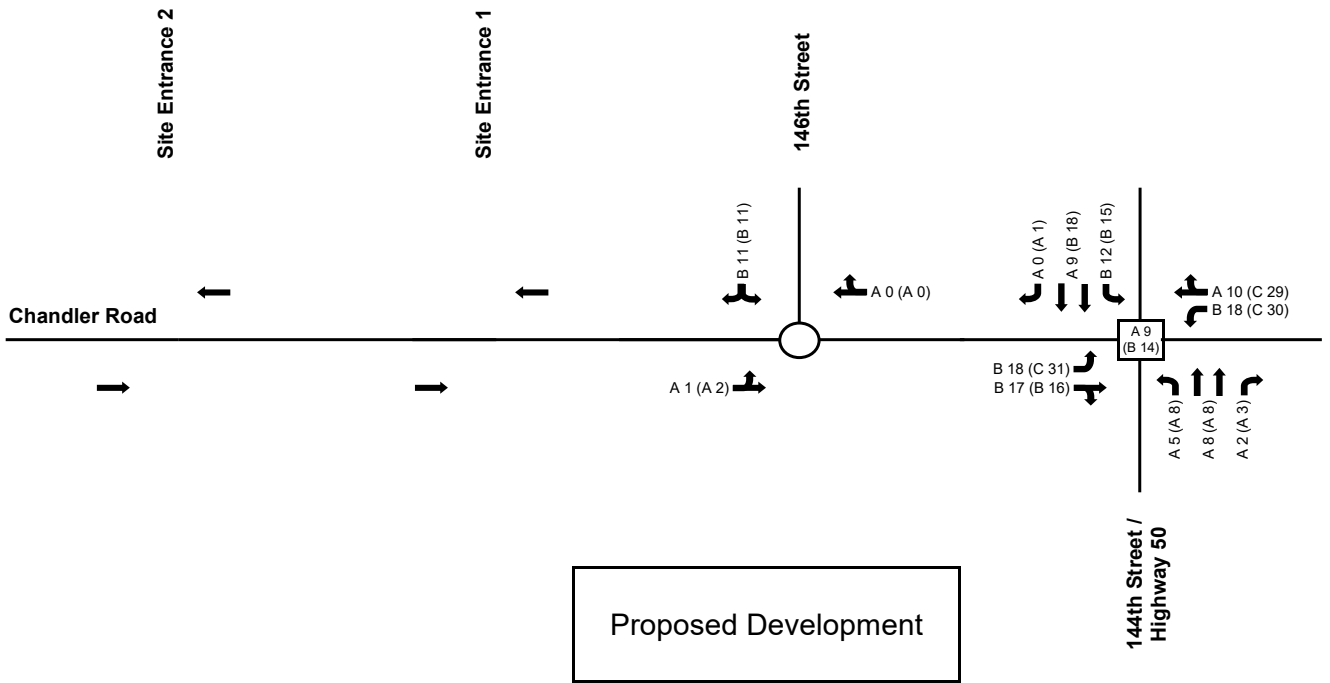 Site Entrance 2
Site Entrance 1
146th Street
B 11 (B 11)
A 0 (A 0)
A 0 (A 1)
A 9 (B 18)
B 12 (B 15)
A 10 (C 29)
B 18 (C 30)
Chandler Road
A 9
(B 14)
A 1 (A 2)
B 18 (C 31)
B 17 (B 16)
A 5 (A 8)
A 8 (A 8)
A 2 (A 3)
144th Street /
Highway 50
Proposed Development